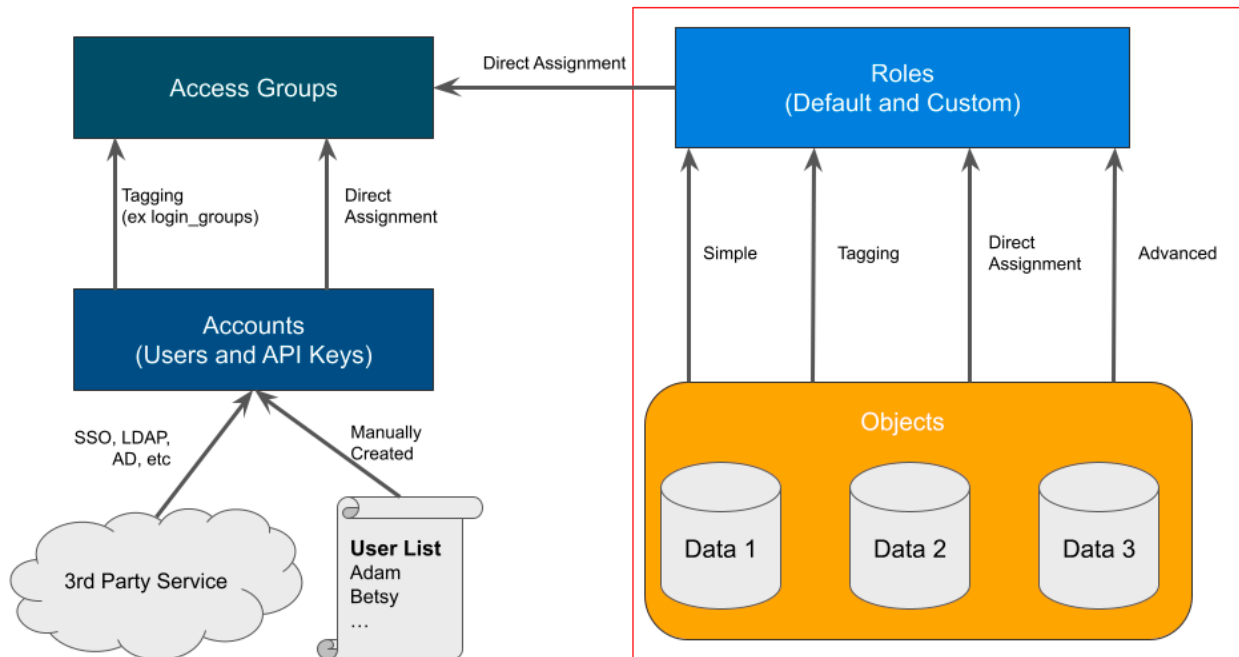 Access Groups
Direct Assignment
Roles
(Default and Custom)
Tagging
(ex login_groups)
Direct
Assignment
Simple
Tagging
Direct
Assignment
Advanced
Accounts
(Users and API Keys)
Objects
SSO, LDAP,
AD, etc
Manually
Created
3rd Party Service
User List
Adam
Betsy
…
Data 1
Data 2
Data 3